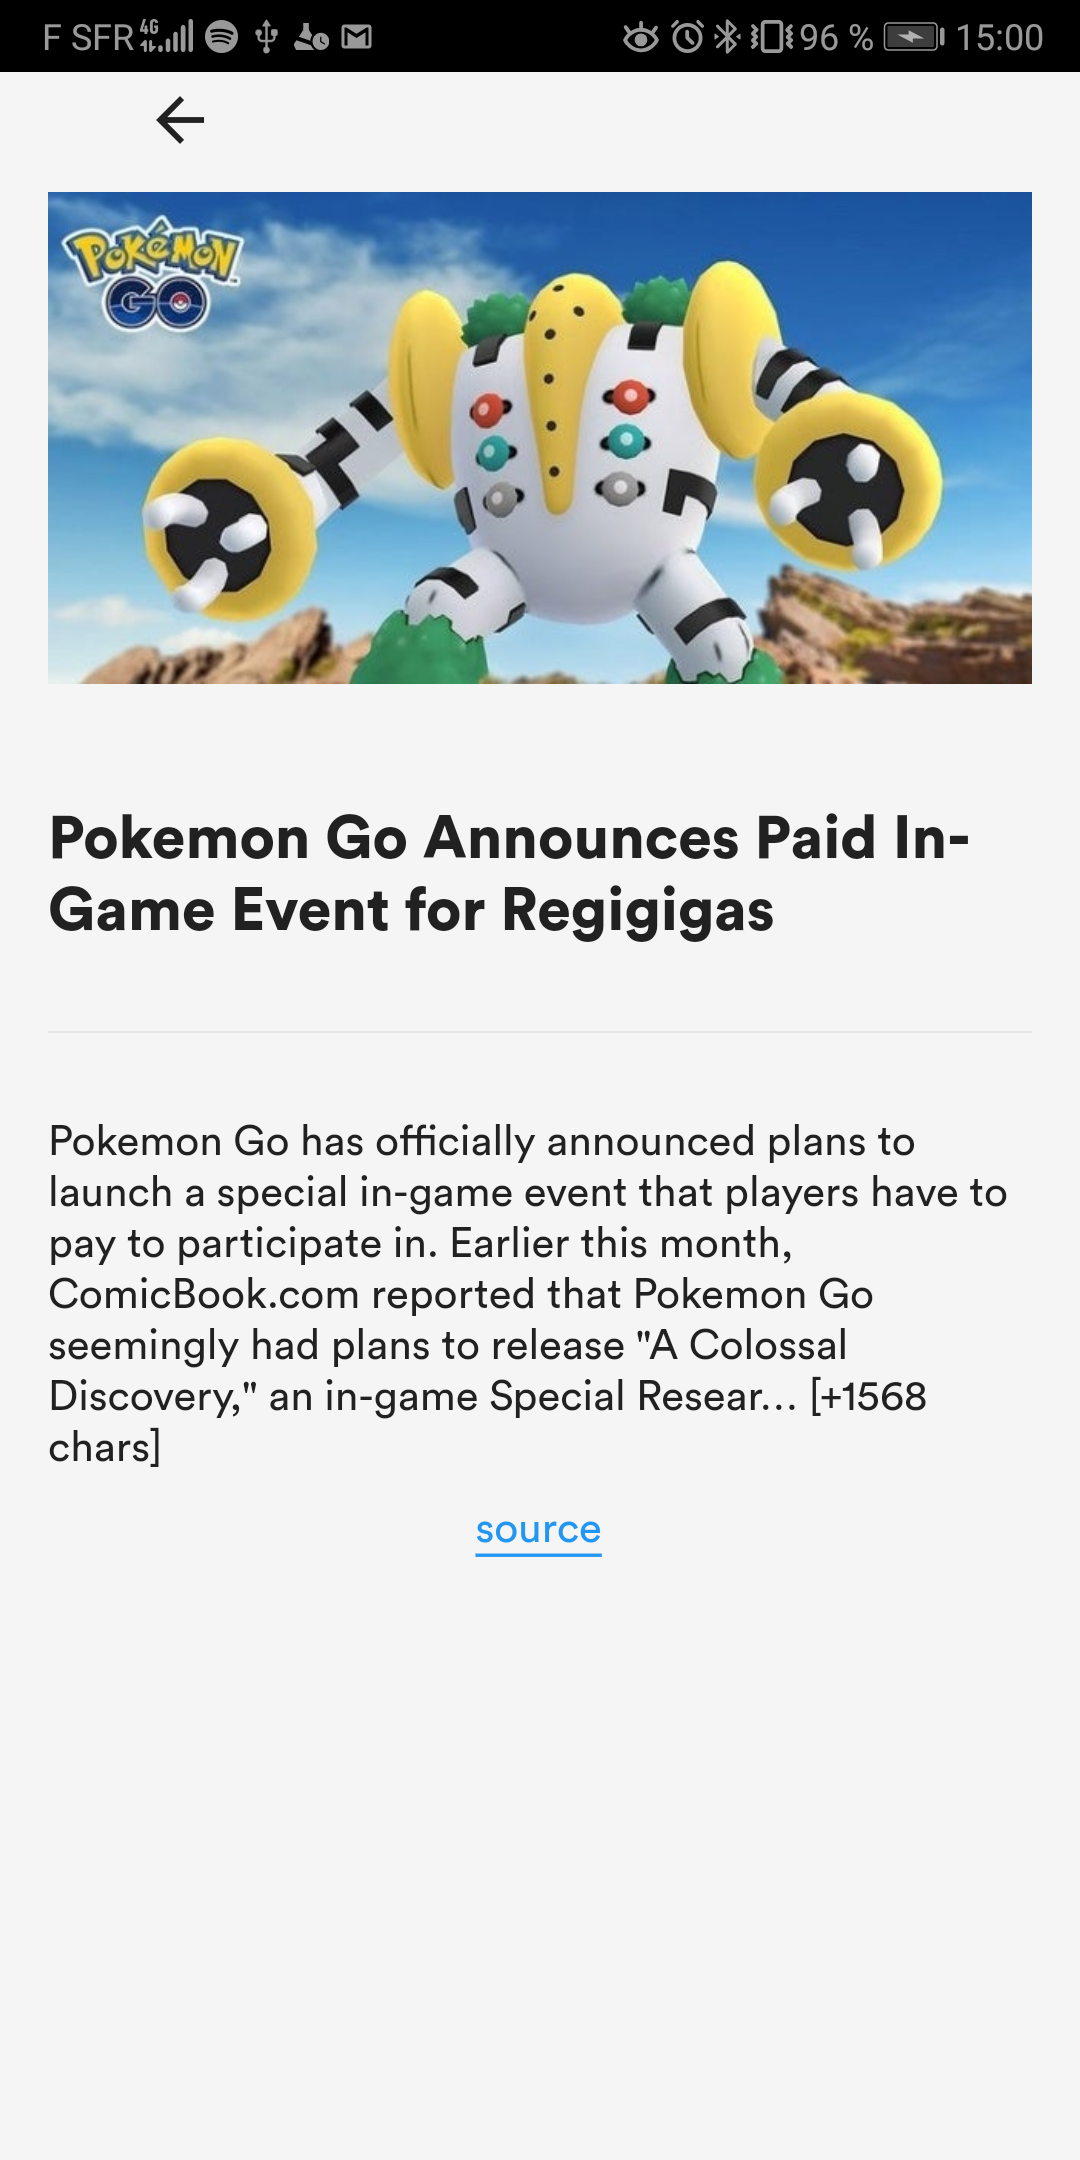 F SFR 4G 96 % 15:00
POKéMON
GO
Pokemon Go Announces Paid In-
Game Event for Regigigas
Pokemon Go has officially announced plans to
launch a special in-game event that players have to
pay to participate in. Earlier this month,
ComicBook.com reported that Pokemon Go
seemingly had plans to release "A Colossal
Discovery," an in-game Special Resear… [+1568
chars]
source